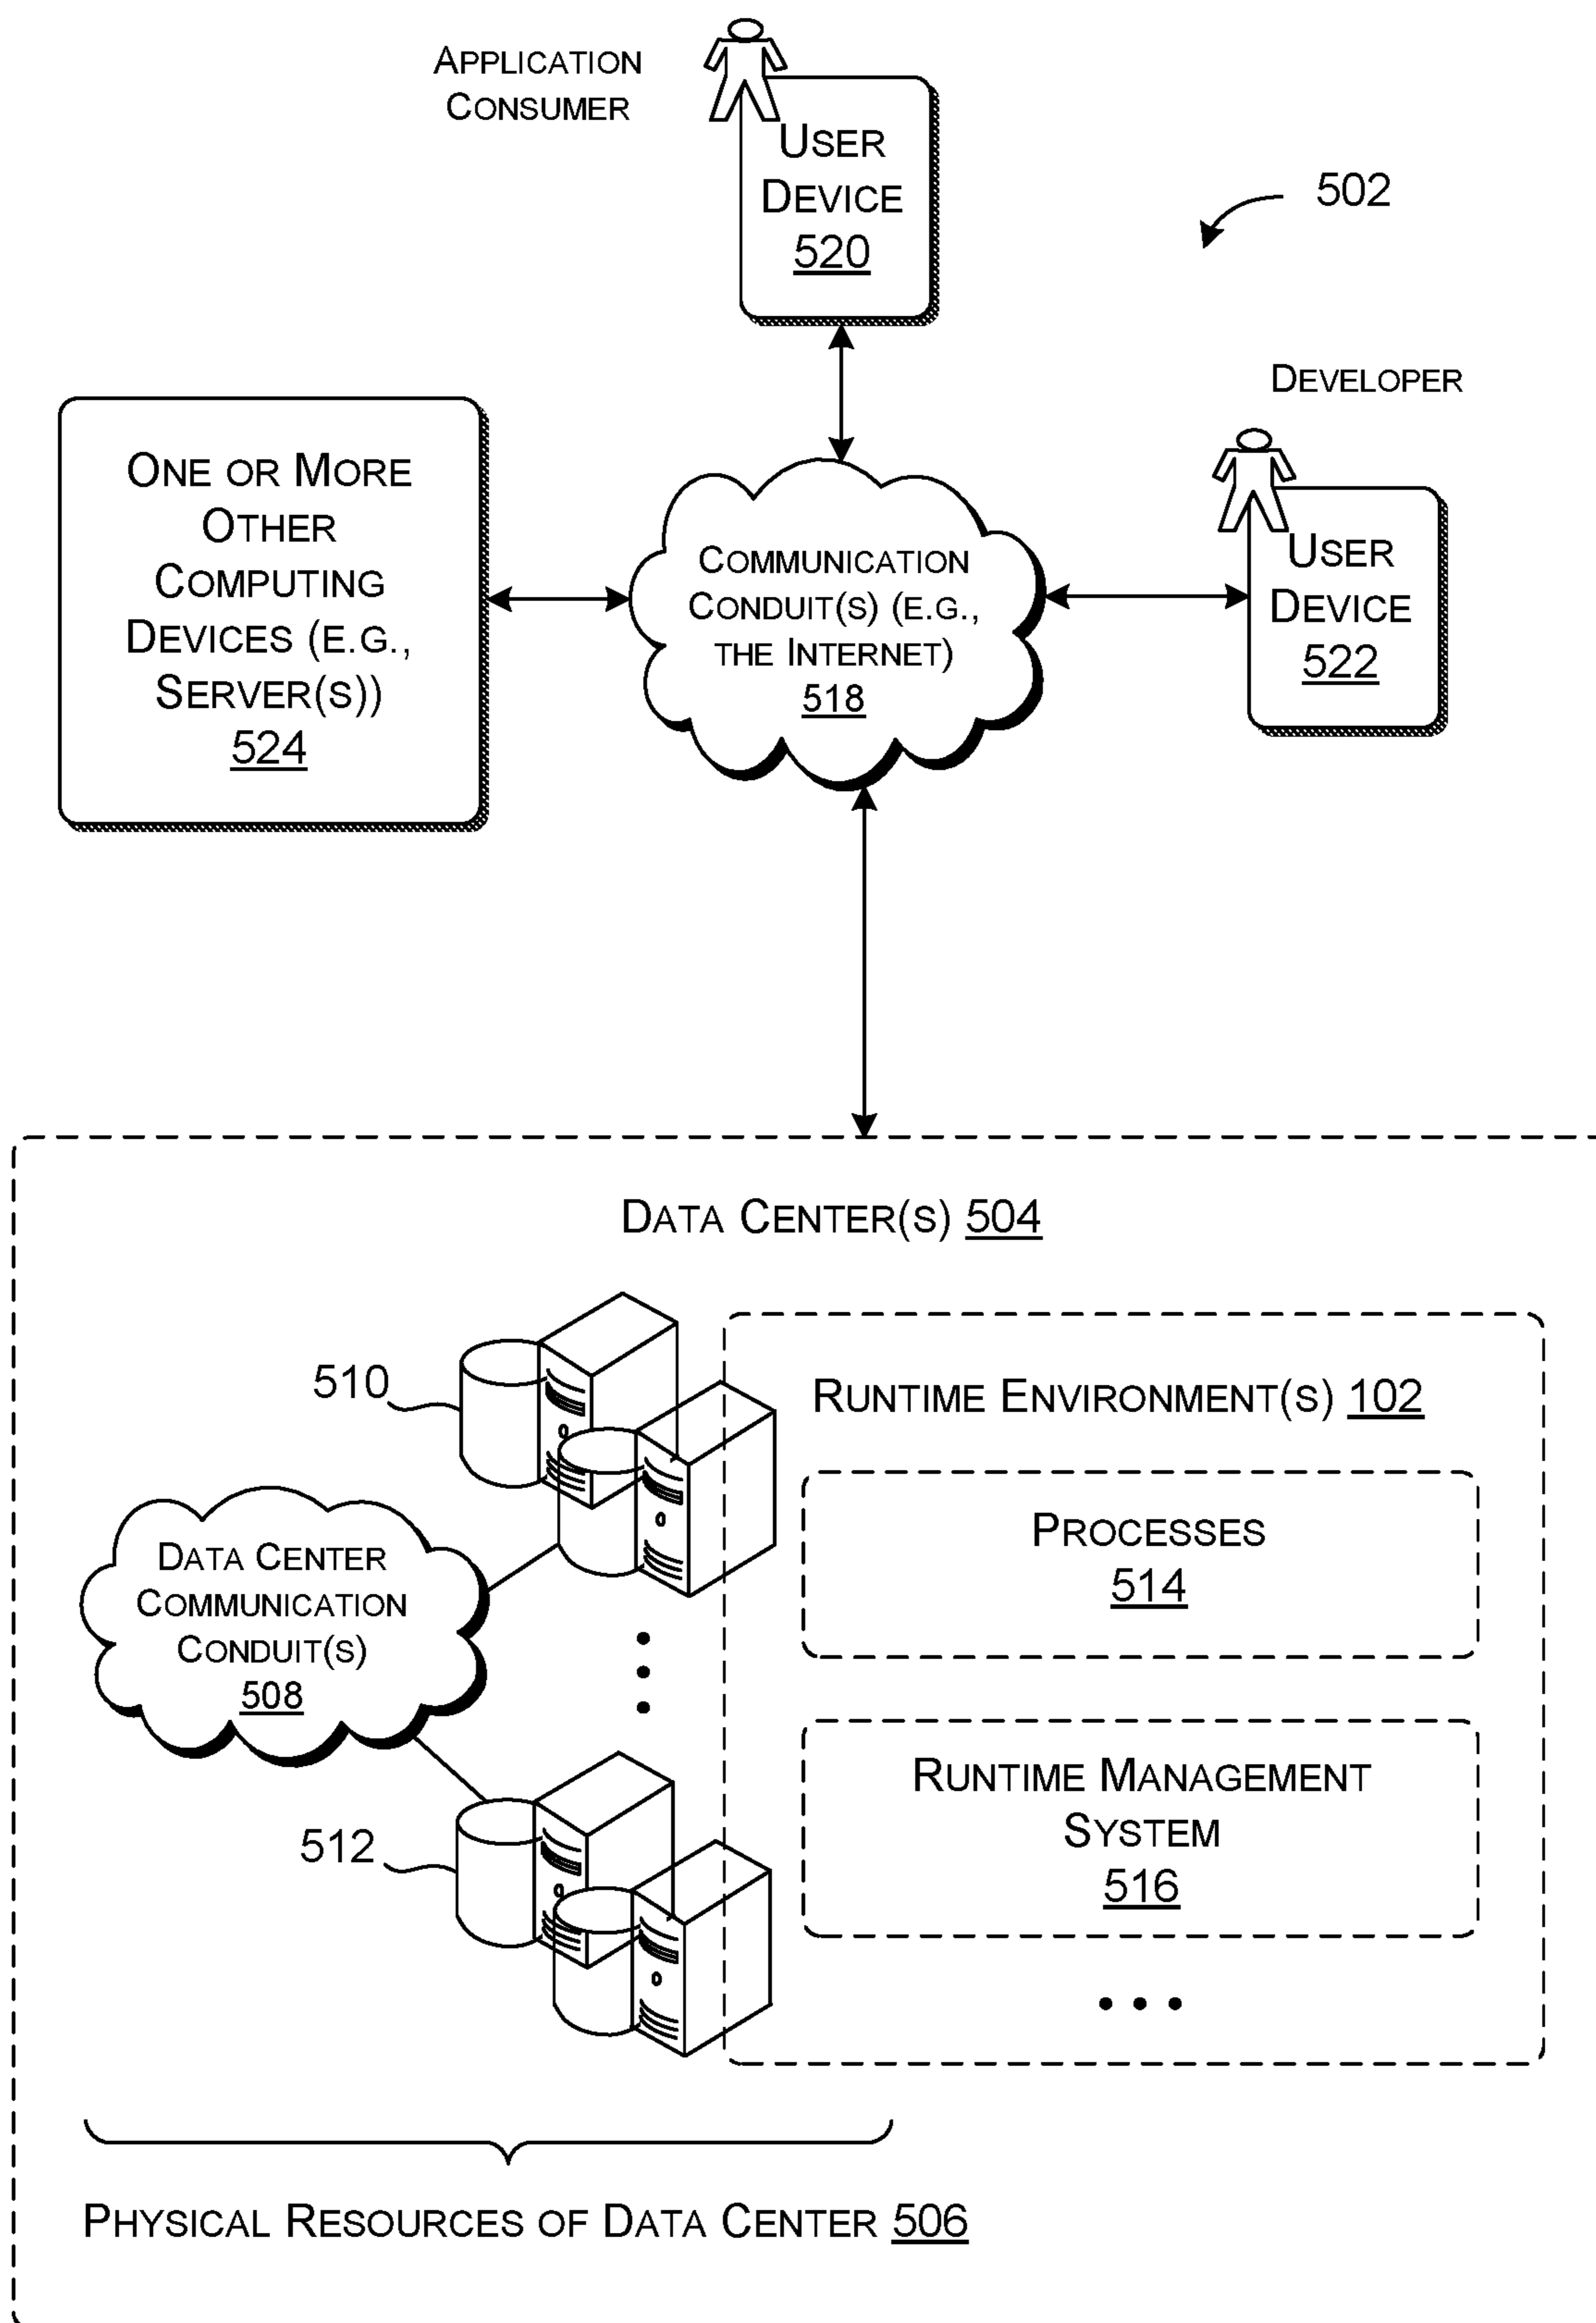 APPLICATION
CONSUMER
USER
DEVICE
520
502
DEVELOPER
USER
DEVICE
522
ONE OR MORE
OTHER
COMPUTING
DEVICES (E.G.,
SERVER(S))
524
COMMUNICATION
CONDUIT(S) (E.G.,
THE INTERNET)
518
DATA CENTER(S) 504
510
RUNTIME ENVIRONMENT(S) 102
PROCESSES
514
DATA CENTER
COMMUNICATION
CONDUIT(S)
508
RUNTIME MANAGEMENT
SYSTEM
516
512
PHYSICAL RESOURCES OF DATA CENTER 506